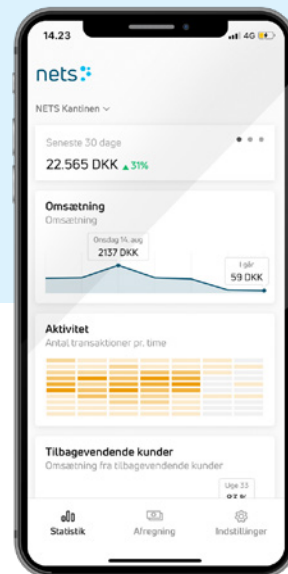 14.23
4G
nets
NETS Kantinen
Seneste 30 dage
22.565 DKK ▲ 31%
Omsætning
Omsætning
Onsdag 14. aug
2137 DKK
I går
59 DKK
Aktivitet
Antal transaktioner pr. time
Tilbagevendende kunder
Omsætning fra tilbagevendende kunder
Uge 33
Statistik
Afregning
Indstillinger